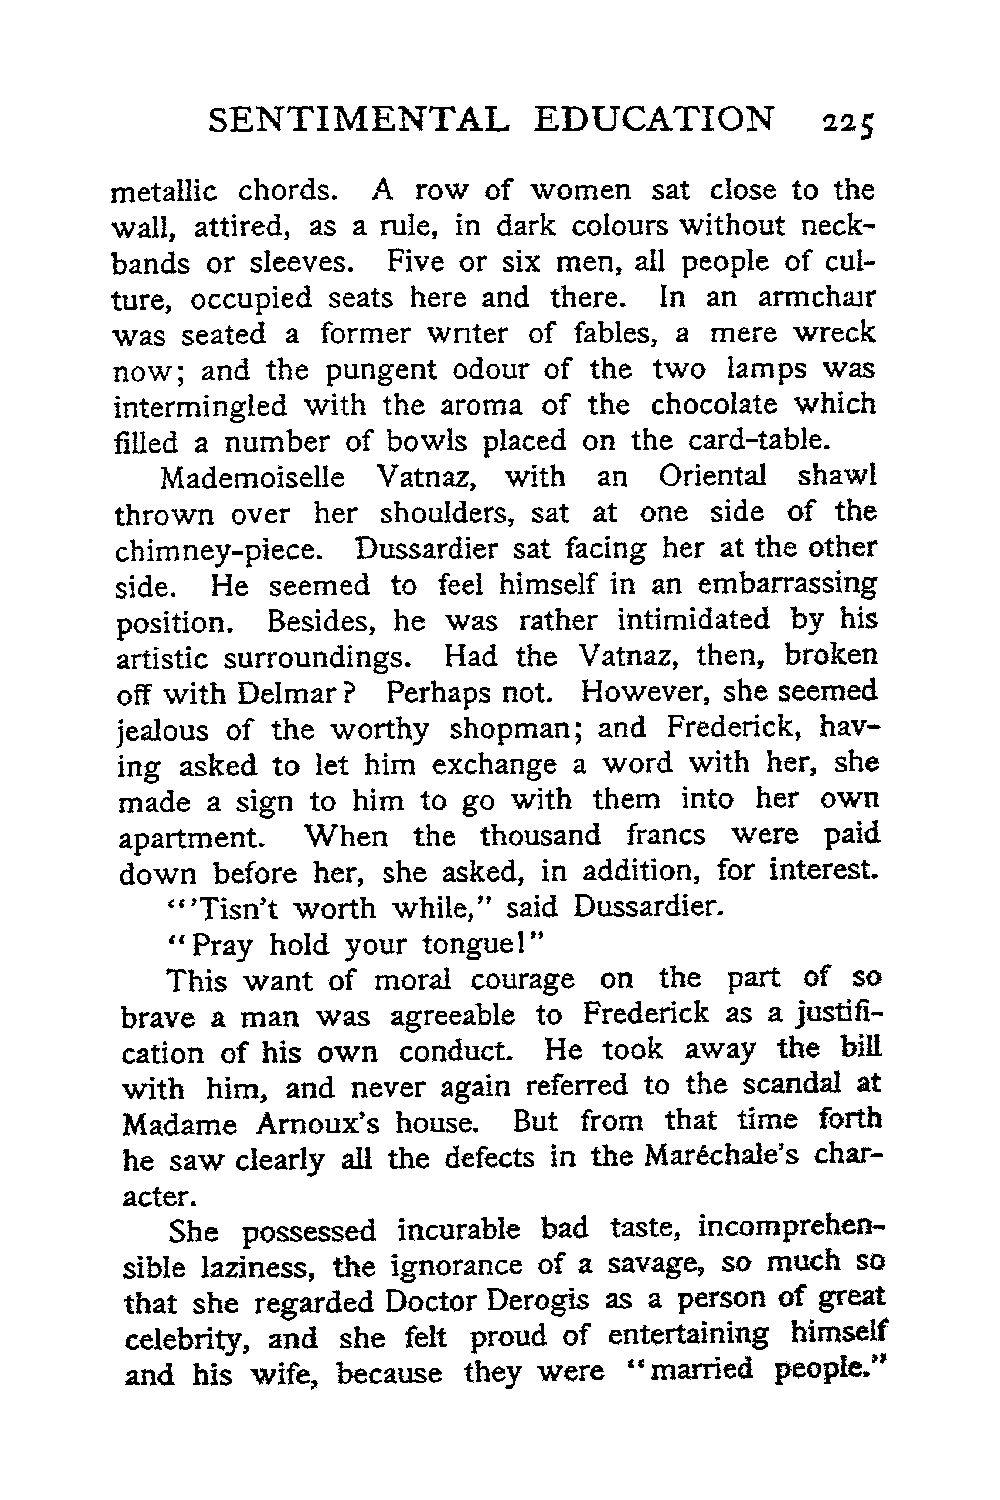 SENTIMENTAL EDUCATION 225
metallic chords. A row of women sat close to the
wall, attired, as a rule, in dark colours without neck-
bands or sleeves. Five or six men, all people of cul-
ture, occupied seats here and there. In an armchair
was seated a former writer of fables, a mere wreck
now; and the pungent odour of the two lamps was
intermingled with the aroma of the chocolate which
filled a number of bowls placed on the card-table.
Mademoiselle Vatnaz, with an Oriental shawl
thrown over her shoulders, sat at one side of the
chimney-piece. Dussardier sat facing her at the other
side. He seemed to feel himself in an embarrassing
position. Besides, he was rather intimidated by his
artistic surroundings. Had the Vatnaz, then, broken
off with Delmar? Perhaps not. However, she seemed
jealous of the worthy shopman; and Frederick, hav-
ing asked to let him exchange a word with her, she
made a sign to him to go with them into her own
apartment. When the thousand francs were paid
down before her, she asked, in addition, for interest.
"'Tisn't worth while," said Dussardier.
"Pray hold your tongue!"
This want of moral courage on the part of so
brave a man was agreeable to Frederick as a justifi-
cation of his own conduct. He took away the bill
with him, and never again referred to the scandal at
Madame Arnoux's house. But from that time forth
he saw clearly all the defects in the Maréchale's char-
acter.
She possessed incurable bad taste, incomprehen-
sible laziness, the ignorance of a savage, so much so
that she regarded Doctor Derogis as a person of great
celebrity, and she felt proud of entertaining himself
and his wife, because they were "married people."